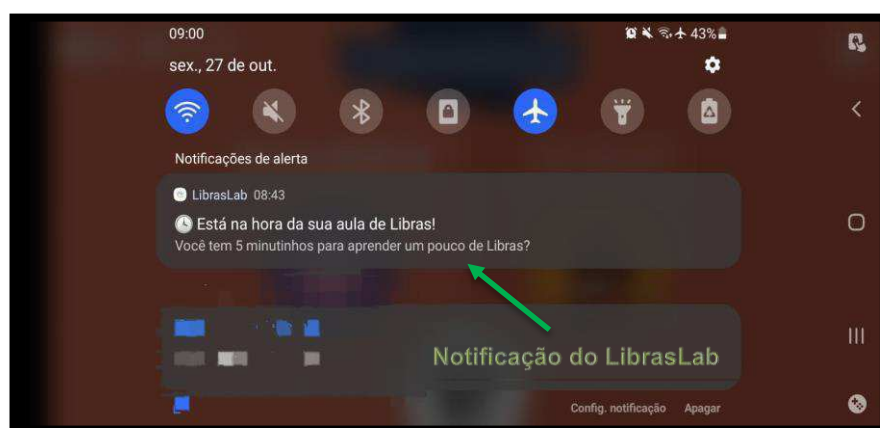 09:00
43%
sex., 27 de out.
Notificações de alerta
LibrasLab 08:43
Está na hora da sua aula de Libras!
Você tem 5 minutinhos para aprender um pouco de Libras?
Notificação do LibrasLab
Config. notificação Apagar